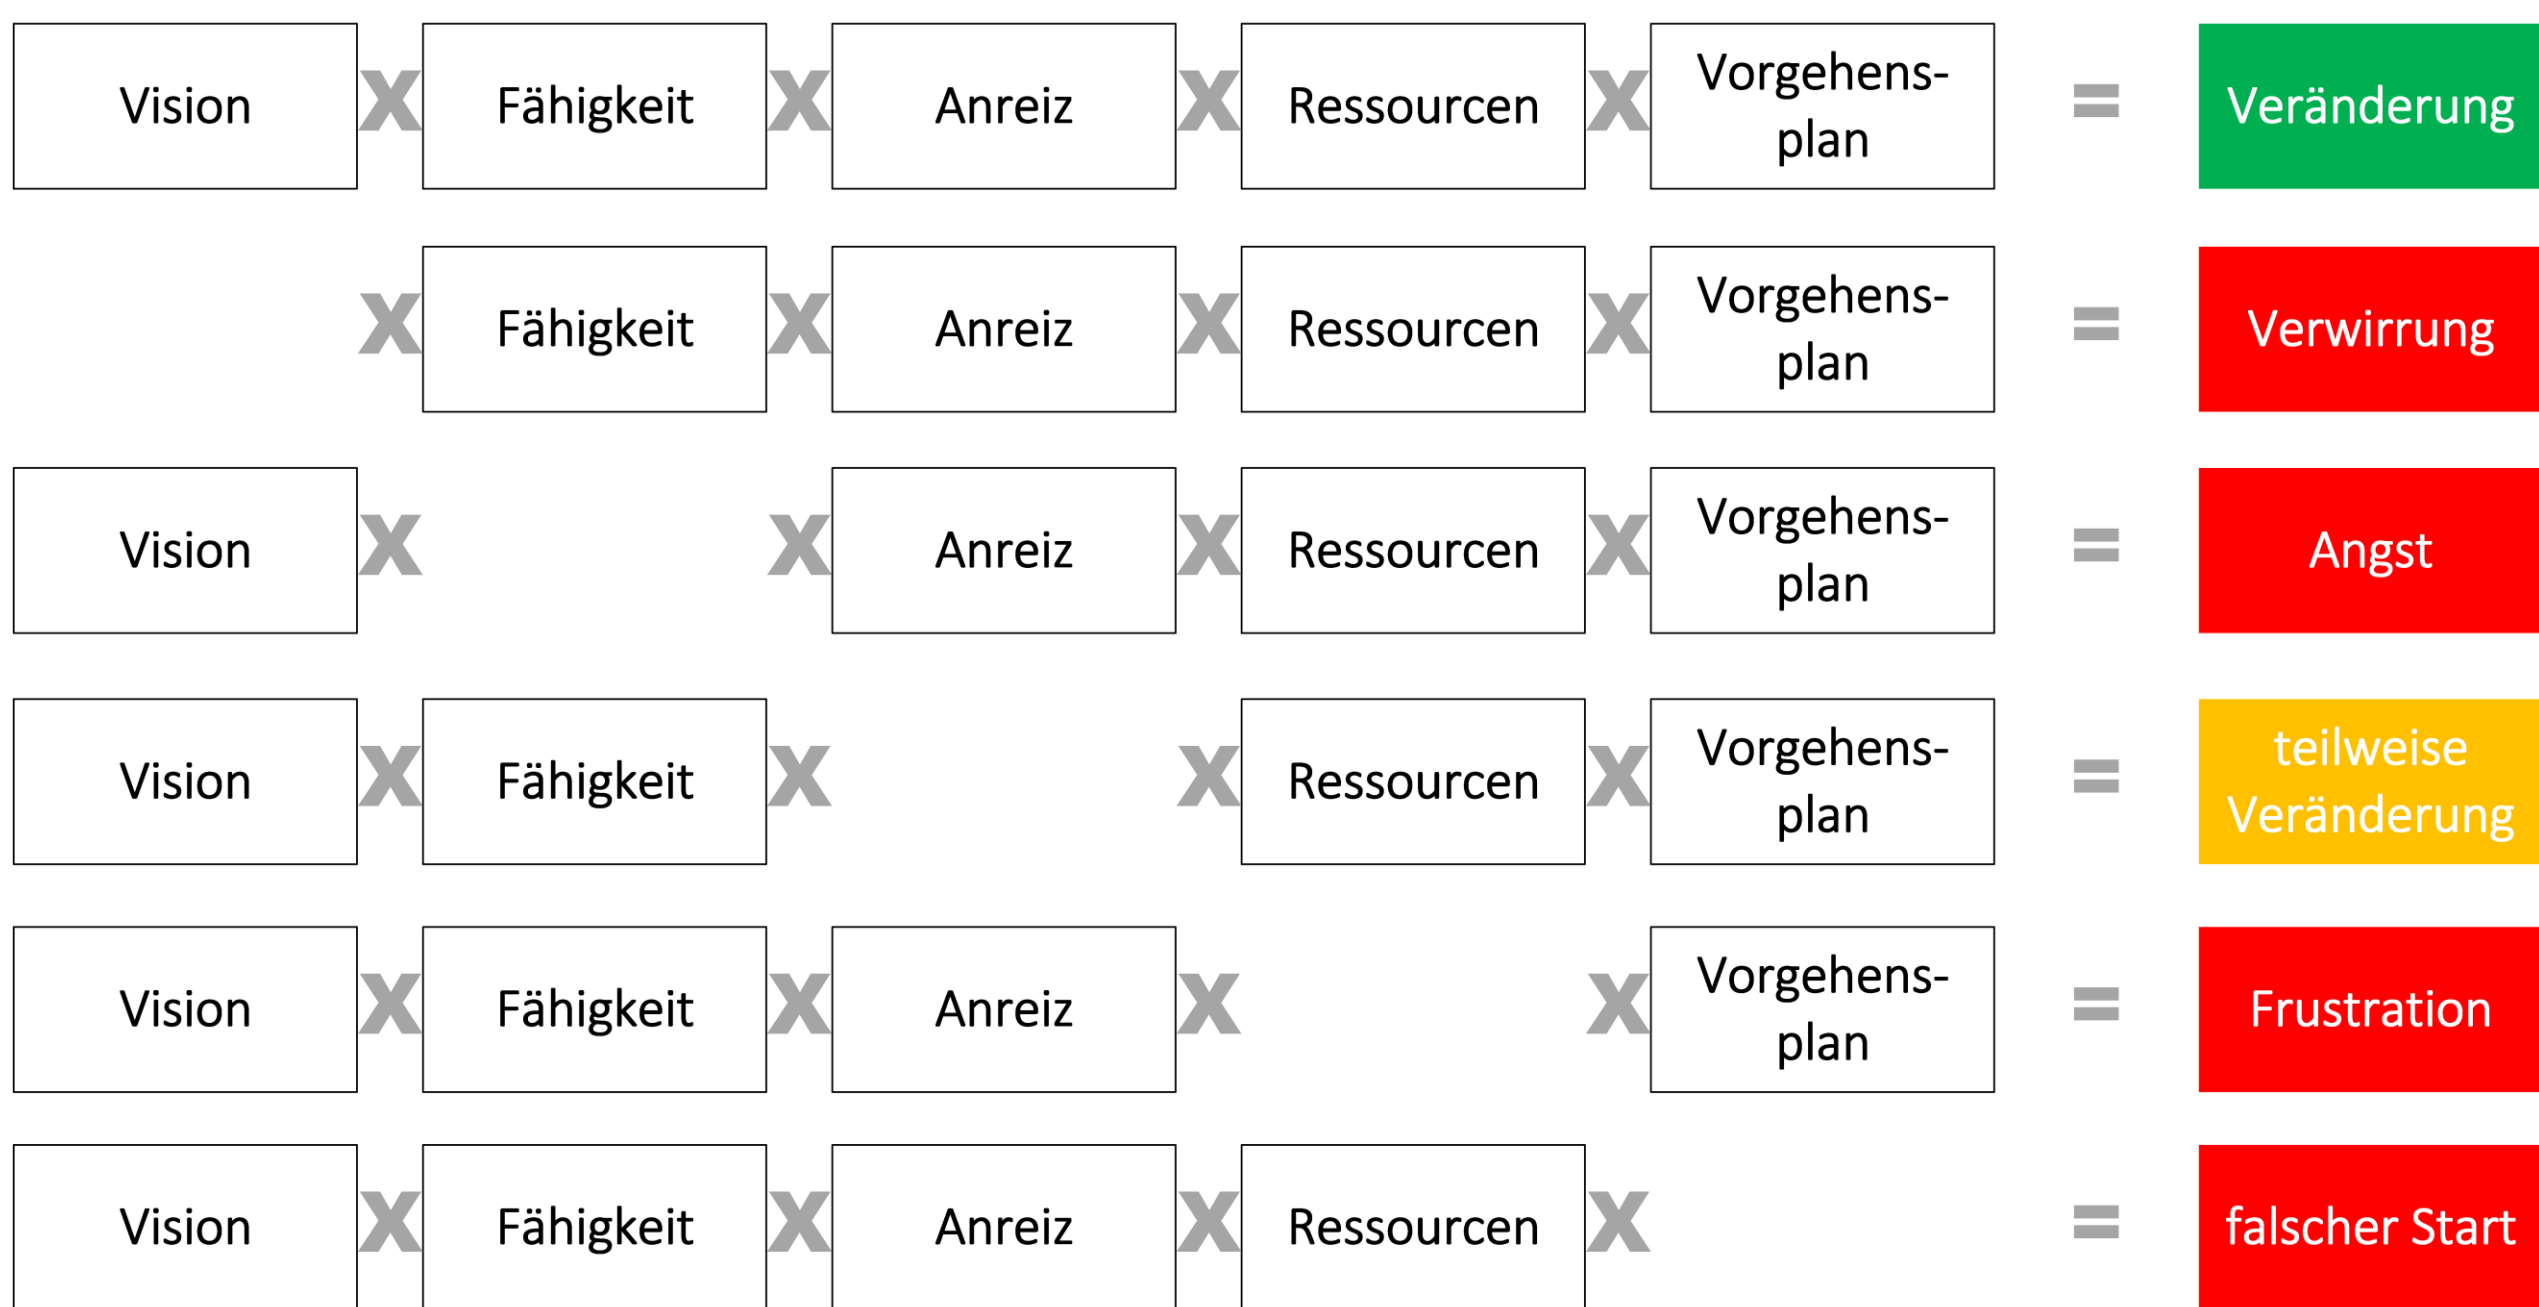 Vision x Fähigkeit x Anreiz x Ressourcen x Vorgehens-
plan = Veränderung
x Fähigkeit x Anreiz x Ressourcen x Vorgehens-
plan = Verwirrung
Vision x x Anreiz x Ressourcen x Vorgehens-
plan = Angst
Vision x Fähigkeit x x Ressourcen x Vorgehens-
plan = teilweise
Veränderung
Vision x Fähigkeit x Anreiz x x Vorgehens-
plan = Frustration
Vision x Fähigkeit x Anreiz x Ressourcen x = falscher Start